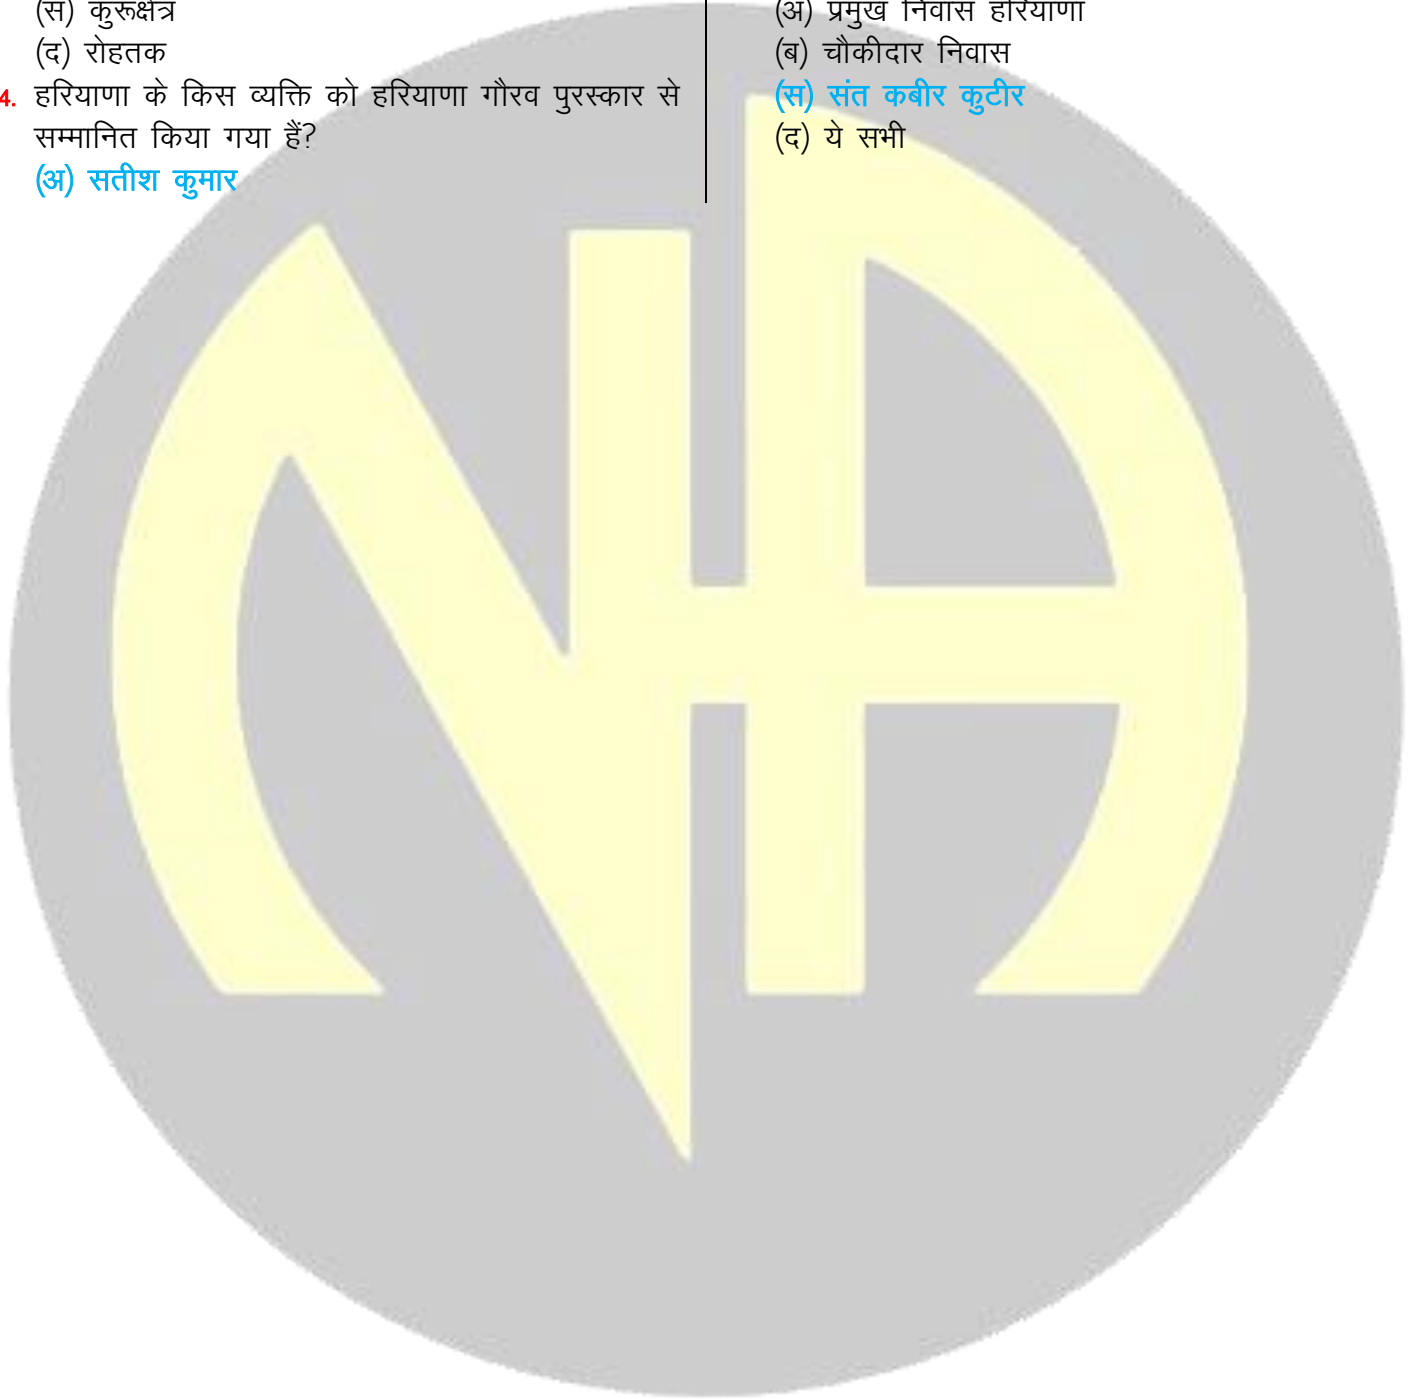 (स) कुरूक्षेत्र
(द) रोहतक
4. हरियाणा के किस व्यक्ति को हरियाणा गौरव पुरस्कार से
सम्मानित किया गया हैं?
(अ) सतीश कुमार
(अ) प्रमुख निवास हरियाणा
(ब) चौकीदार निवास
(स) संत कबीर कुटीर
(द) ये सभी